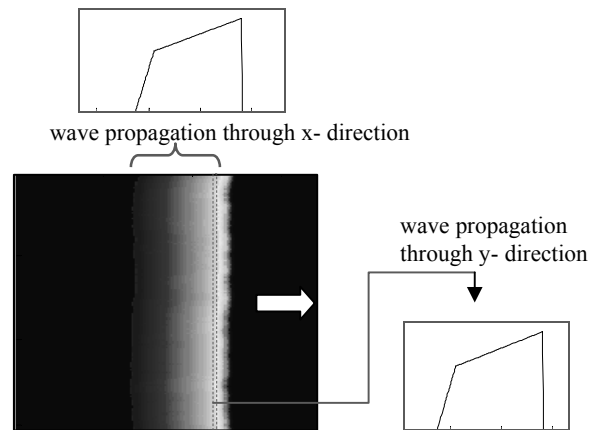 wave propagation through x- direction
wave propagation
through y- direction